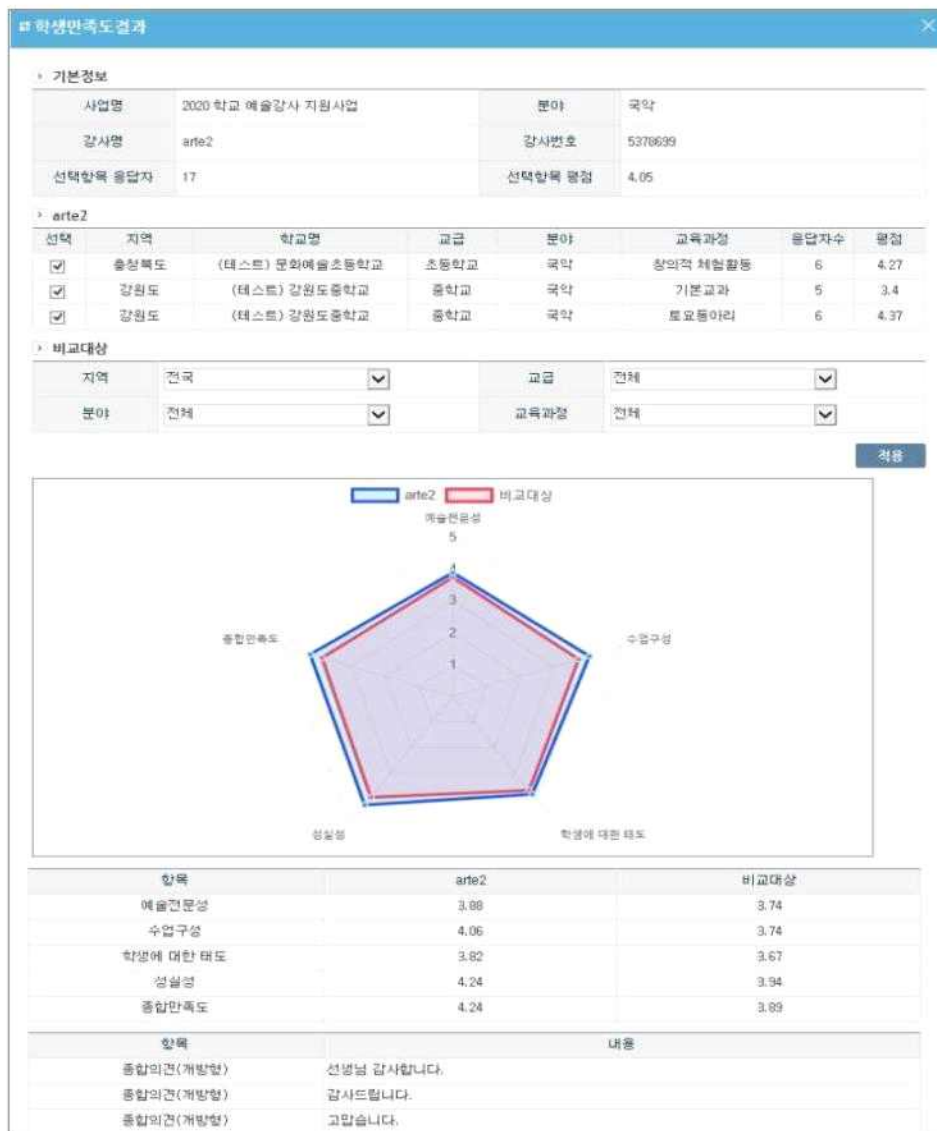 학생만족도결과
기본정보
사업명 2020 학교 예술강사 지원사업 분야 국악
강사명 arte2 강사번호 5378699
선택항목 응답자 17 선택항목 평점 4.05
arte2
선택 지역 학교명 교급 분야 교육과정 응답자수 평점
충청북도 (테스트) 문화예술초등학교 초등학교 국악 창의적 체험활동 6 4.27
강원도 (테스트) 강원도중학교 중학교 국악 기본교과 5 3.4
강원도 (테스트) 강원도중학교 중학교 국악 토요동아리 6 4.37
비교대상
지역 전국 교급 전체
분야 전체 교육과정 전체
적용
arte2 비교대상
예술전문성
5
4
3
2
1
종합만족도 수업구성
성실성 학생에 대한 태도
항목 arte2 비교대상
예술전문성 3.88 3.74
수업구성 4.06 3.74
학생에 대한 태도 3.82 3.67
성실성 4.24 3.94
종합만족도 4.24 3.89
항목 내용
종합의견(개방형) 선생님 감사합니다.
종합의견(개방형) 감사드립니다.
종합의견(개방형) 고맙습니다.